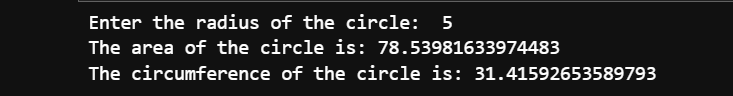 Enter the radius of the circle:  5
The area of the circle is: 78.53981633974483
The circumference of the circle is: 31.41592653589793